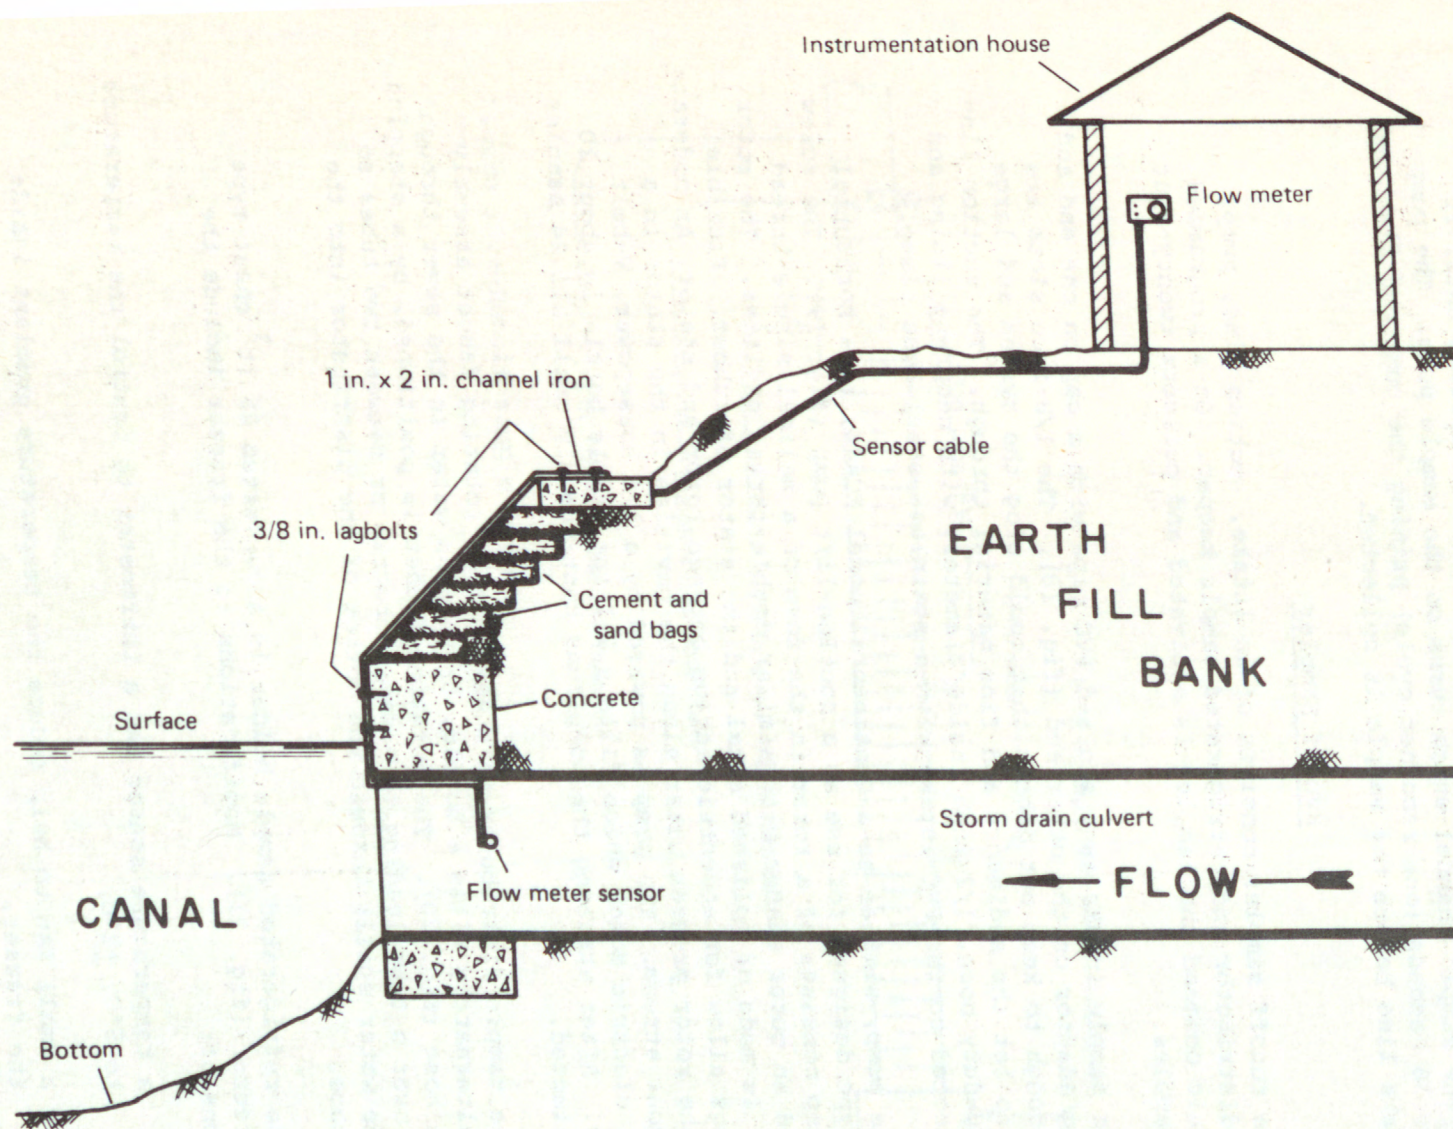 Instrumentation house
Flow meter
1 in. x 2 in. channel iron
Sensor cable
3/8 in. lagbolts
EARTH
FILL
BANK
Cement and
sand bags
Concrete
Surface
Storm drain culvert
FLOW
Flow meter sensor
CANAL
Bottom